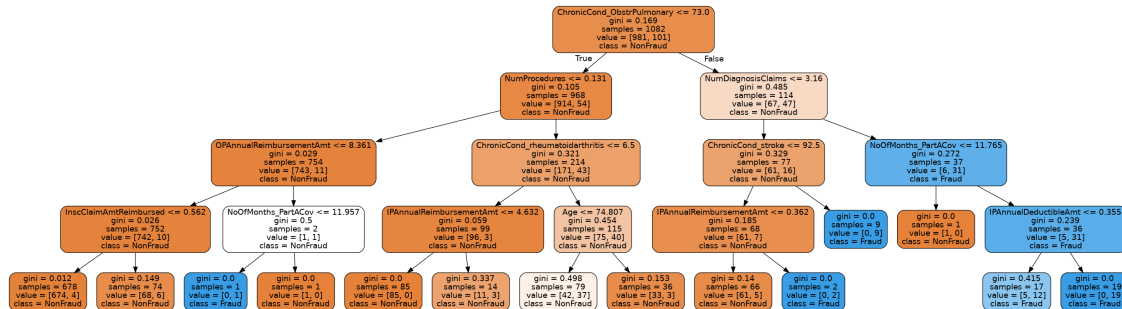 ChronicCond_ObstrPulmonary <= 73.0
gini = 0.169
samples = 1082
value = [981, 101]
class = NonFraud
True
False
NumProcedures <= 0.131
gini = 0.105
samples = 968
value = [914, 54]
class = NonFraud
NumDiagnosisClaims <= 3.16
gini = 0.485
samples = 114
value = [67, 47]
class = NonFraud
OPAnnualReimbursementAmt <= 8.361
gini = 0.029
samples = 754
value = [743, 11]
class = NonFraud
ChronicCond_rheumatoidarthritis <= 6.5
gini = 0.321
samples = 214
value = [171, 43]
class = NonFraud
ChronicCond_stroke <= 92.5
gini = 0.329
samples = 77
value = [61, 16]
class = NonFraud
NoOfMonths_PartACov <= 11.765
gini = 0.272
samples = 37
value = [6, 31]
class = Fraud
InscClaimAmtReimbursed <= 0.562
gini = 0.026
samples = 752
value = [742, 10]
class = NonFraud
NoOfMonths_PartACov <= 11.957
gini = 0.5
samples = 2
value = [1, 1]
class = NonFraud
IPAnnualReimbursementAmt <= 4.632
gini = 0.059
samples = 99
value = [96, 3]
class = NonFraud
Age <= 74.807
gini = 0.454
samples = 115
value = [75, 40]
class = NonFraud
IPAnnualReimbursementAmt <= 0.362
gini = 0.185
samples = 68
value = [61, 7]
class = NonFraud
gini = 0.0
samples = 9
value = [0, 9]
class = Fraud
gini = 0.0
samples = 1
value = [1, 0]
class = NonFraud
IPAnnualDeductibleAmt <= 0.355
gini = 0.239
samples = 36
value = [5, 31]
class = Fraud
gini = 0.012
samples = 678
value = [674, 4]
class = NonFraud
gini = 0.149
samples = 74
value = [68, 6]
class = NonFraud
gini = 0.0
samples = 1
value = [0, 1]
class = Fraud
gini = 0.0
samples = 1
value = [1, 0]
class = NonFraud
gini = 0.0
samples = 85
value = [85, 0]
class = NonFraud
gini = 0.337
samples = 14
value = [11, 3]
class = NonFraud
gini = 0.498
samples = 79
value = [42, 37]
class = NonFraud
gini = 0.153
samples = 36
value = [33, 3]
class = NonFraud
gini = 0.14
samples = 66
value = [61, 5]
class = NonFraud
gini = 0.0
samples = 2
value = [0, 2]
class = Fraud
gini = 0.415
samples = 17
value = [5, 12]
class = Fraud
gini = 0.0
samples = 19
value = [0, 19]
class = Fraud